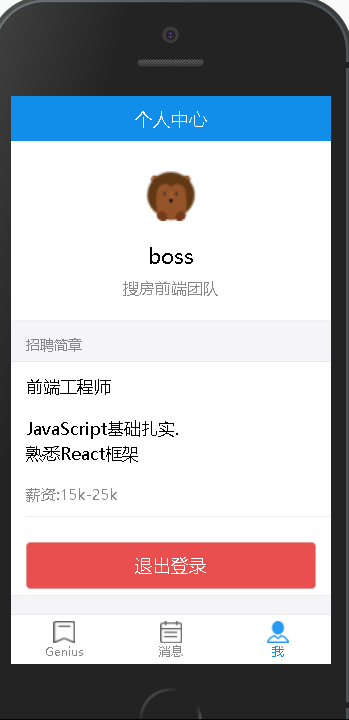 个人中心
boss
搜房前端团队
招聘简章
前端工程师
JavaScript基础扎实.
熟悉React框架
薪资:15k-25k
退出登录
Genius
消息
我